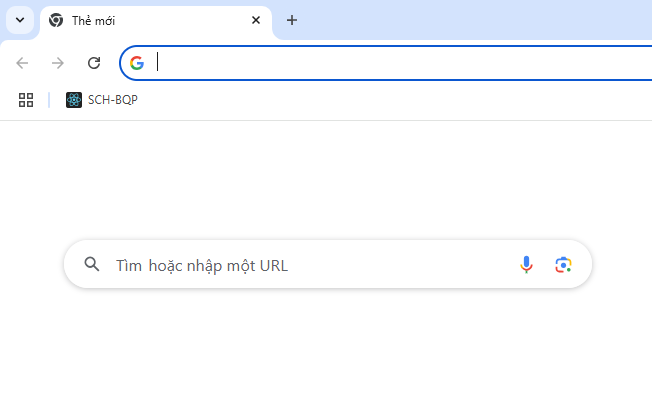 Thẻ mới
SCH-BQP
Tìm hoặc nhập một URL